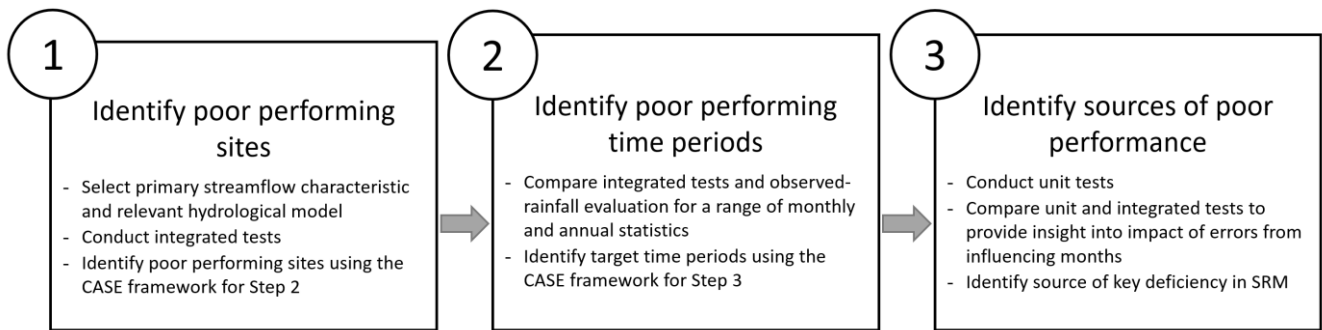 1
Identify poor performing
sites
- Select primary streamflow characteristic
and relevant hydrological model
- Conduct integrated tests
- Identify poor performing sites using the
CASE framework for Step 2
2
Identify poor performing
time periods
- Compare integrated tests and observed-
rainfall evaluation for a range of monthly
and annual statistics
- Identify target time periods using the
CASE framework for Step 3
3
Identify sources of poor
performance
- Conduct unit tests
- Compare unit and integrated tests to
provide insight into impact of errors from
influencing months
- Identify source of key deficiency in SRM